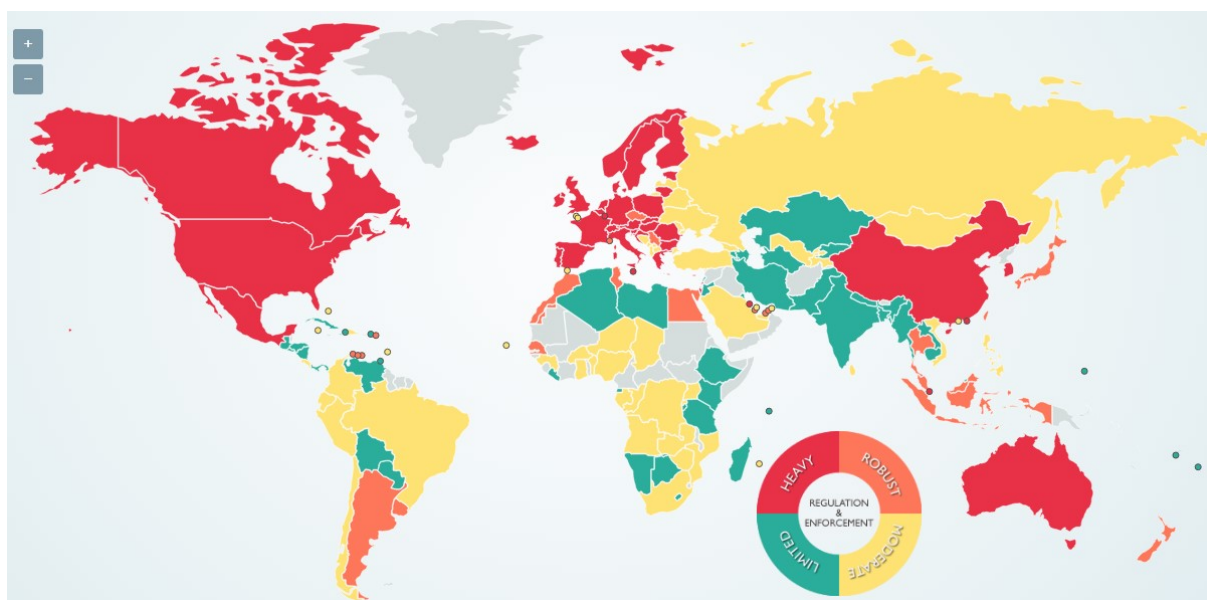 +
−
HEAVY
ROBUST
REGULATION
&
ENFORCEMENT
LIMITED
MODERATE